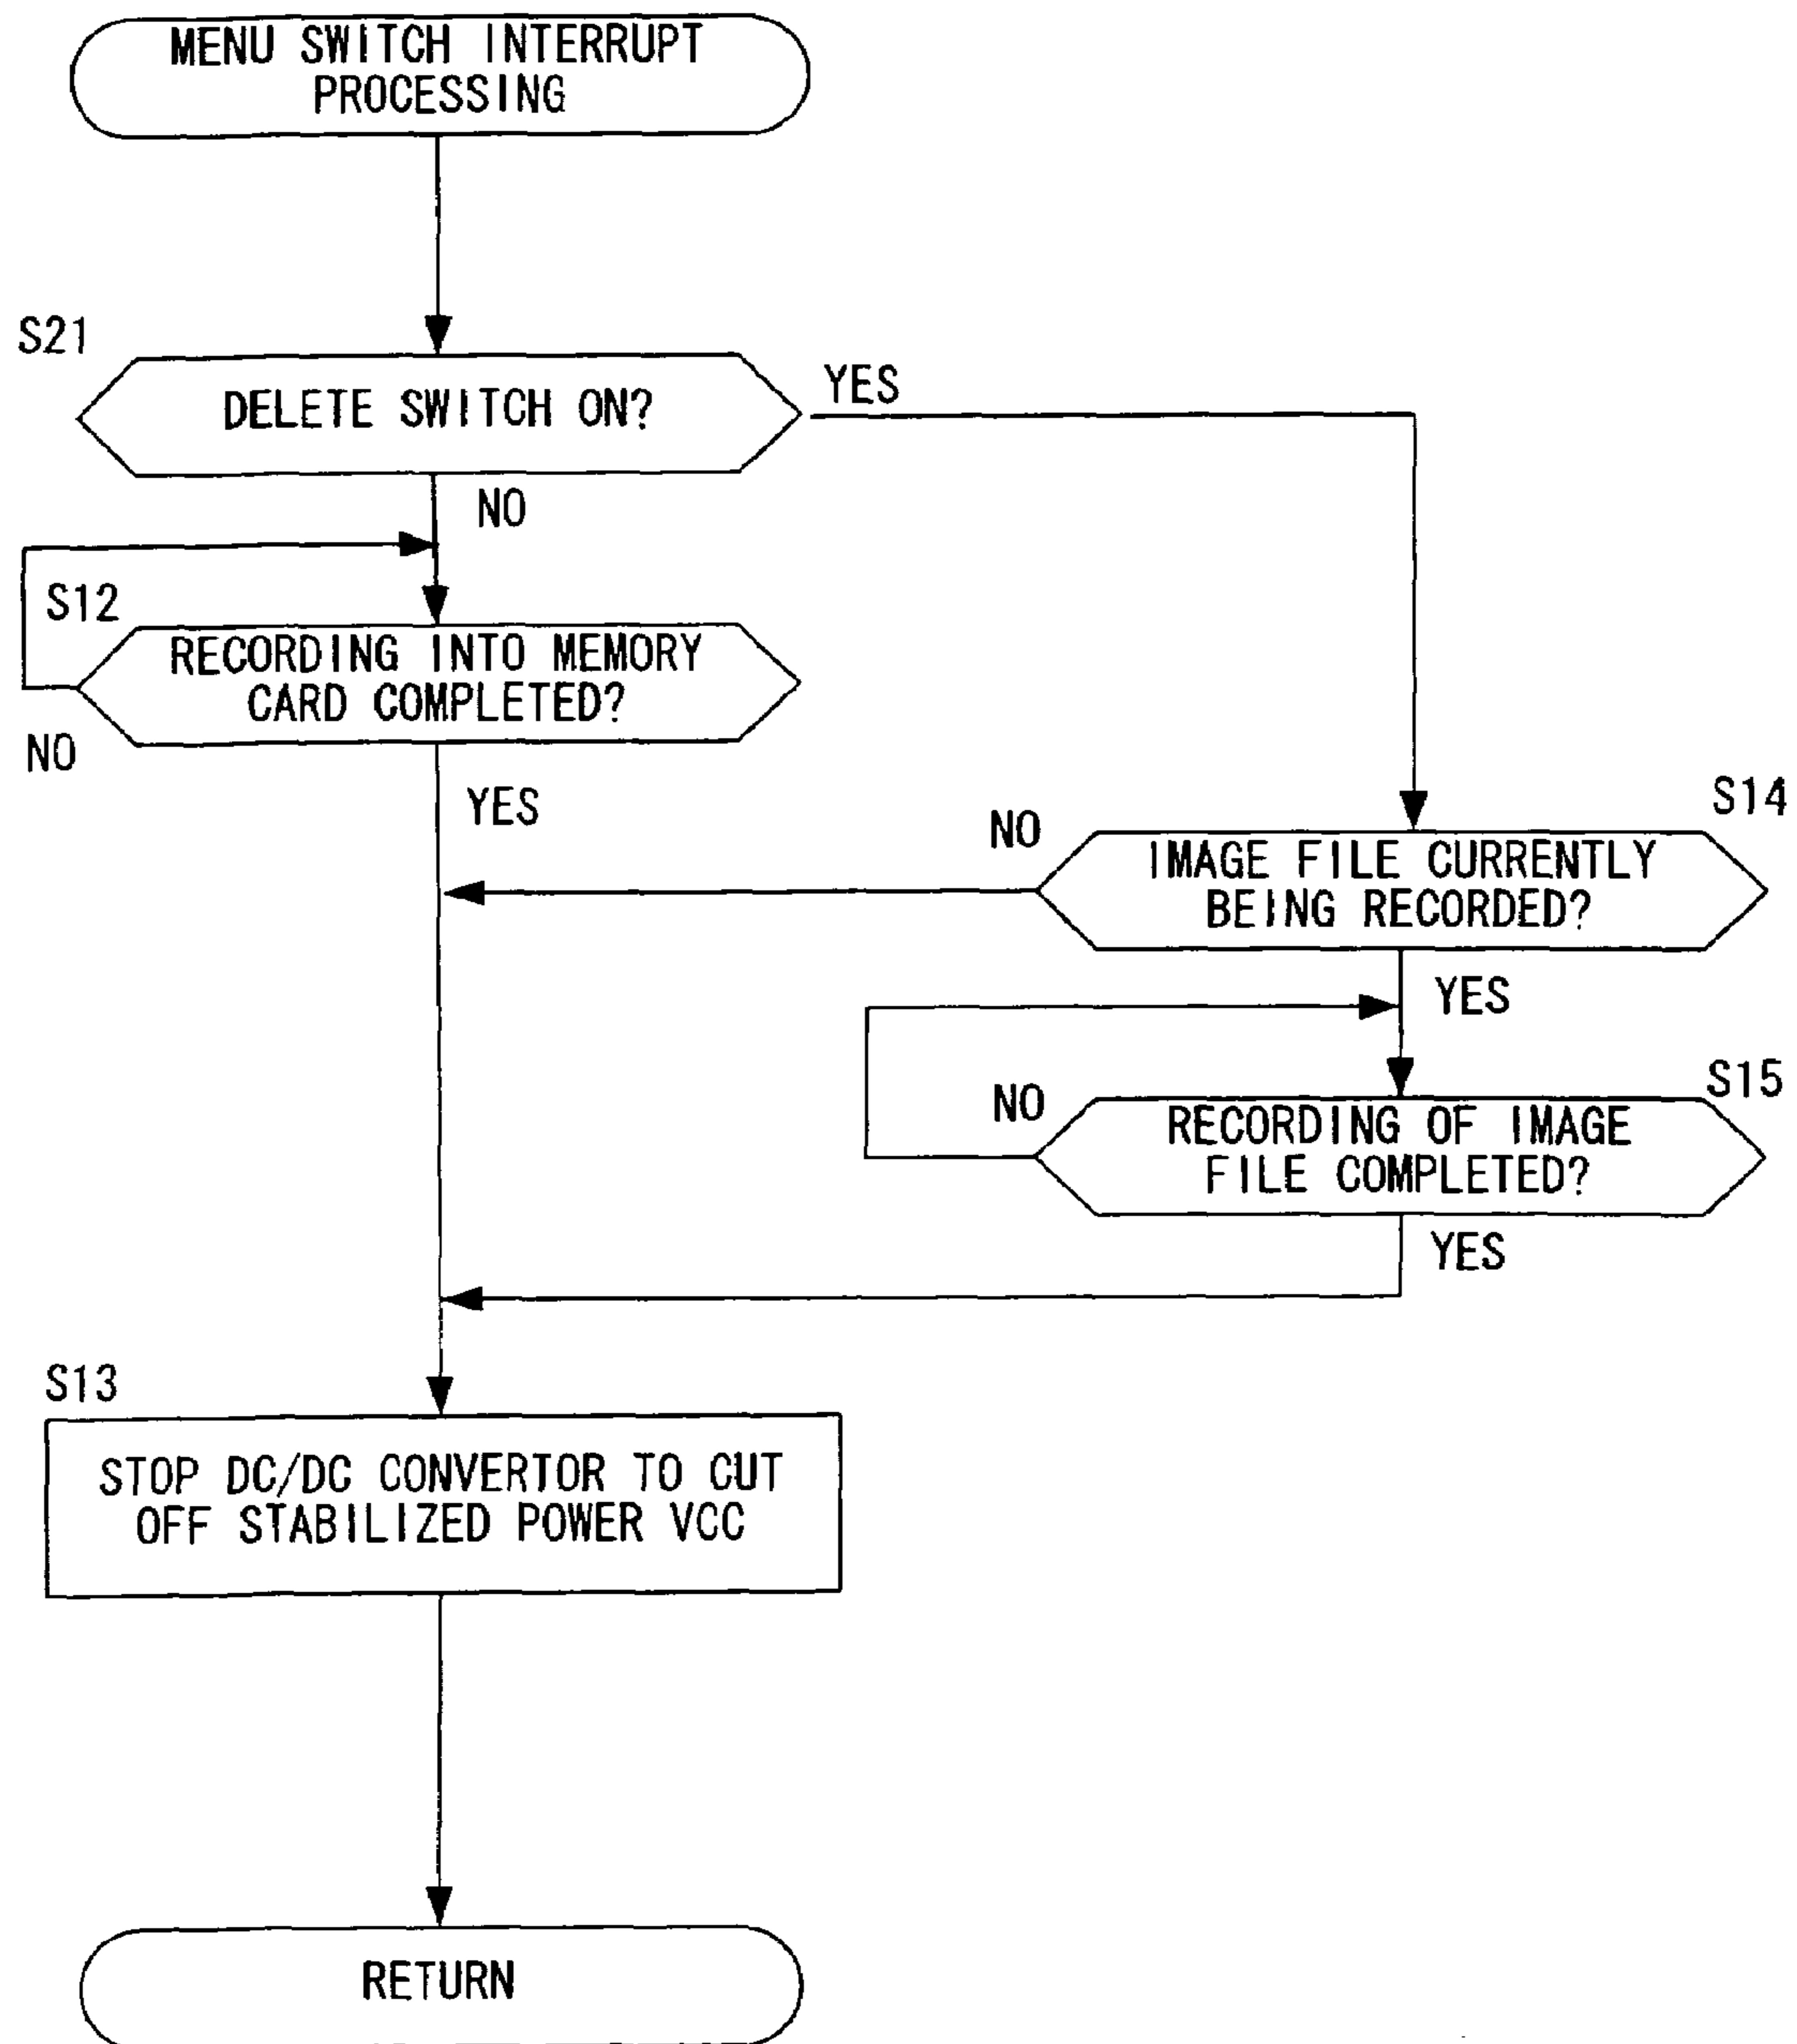 MENU SWITCH INTERRUPT
PROCESSING
S21
DELETE SWITCH ON?
YES
NO
S12
RECORDING INTO MEMORY
CARD COMPLETED?
NO
YES
S14
NO
IMAGE FILE CURRENTLY
BEING RECORDED?
YES
S15
NO
RECORDING OF IMAGE
FILE COMPLETED?
YES
S13
STOP DC/DC CONVERTOR TO CUT
OFF STABILIZED POWER VCC
RETURN